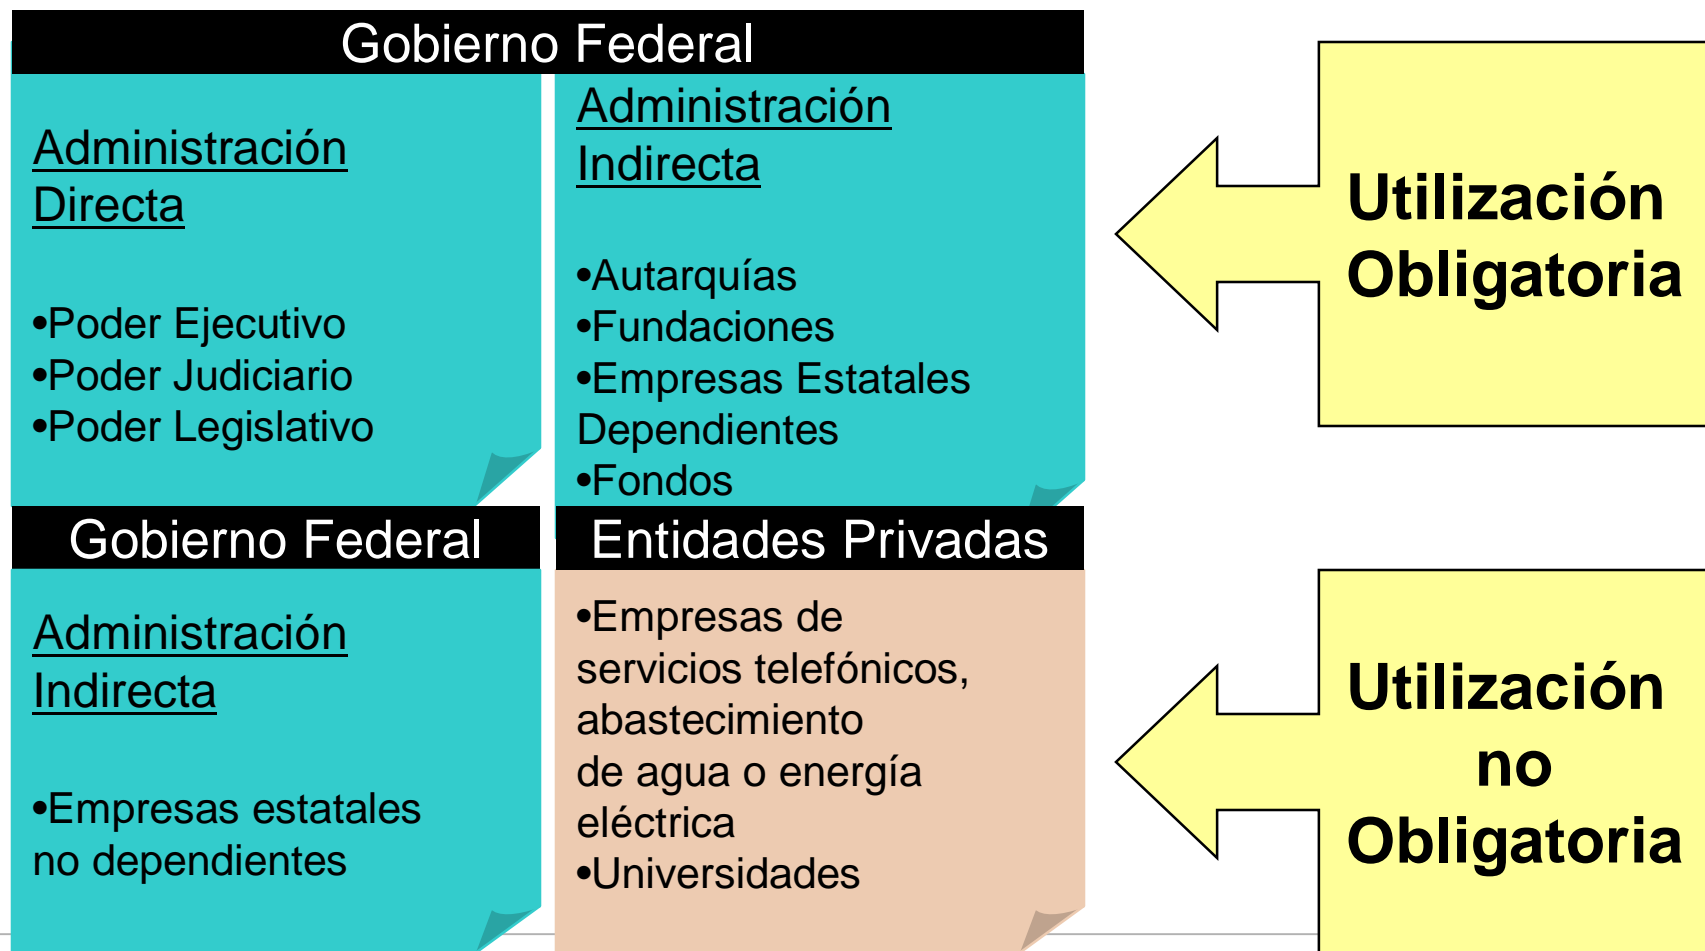 Gobierno Federal
Administración
Directa
•Poder Ejecutivo
•Poder Judiciario
•Poder Legislativo
Administración
Indirecta
•Autarquías
•Fundaciones
•Empresas Estatales
Dependientes
•Fondos
Utilización
Obligatoria
Gobierno Federal
Administración
Indirecta
•Empresas estatales
no dependientes
Entidades Privadas
•Empresas de
servicios telefónicos,
abastecimiento
de agua o energía
eléctrica
•Universidades
Utilización
no
Obligatoria